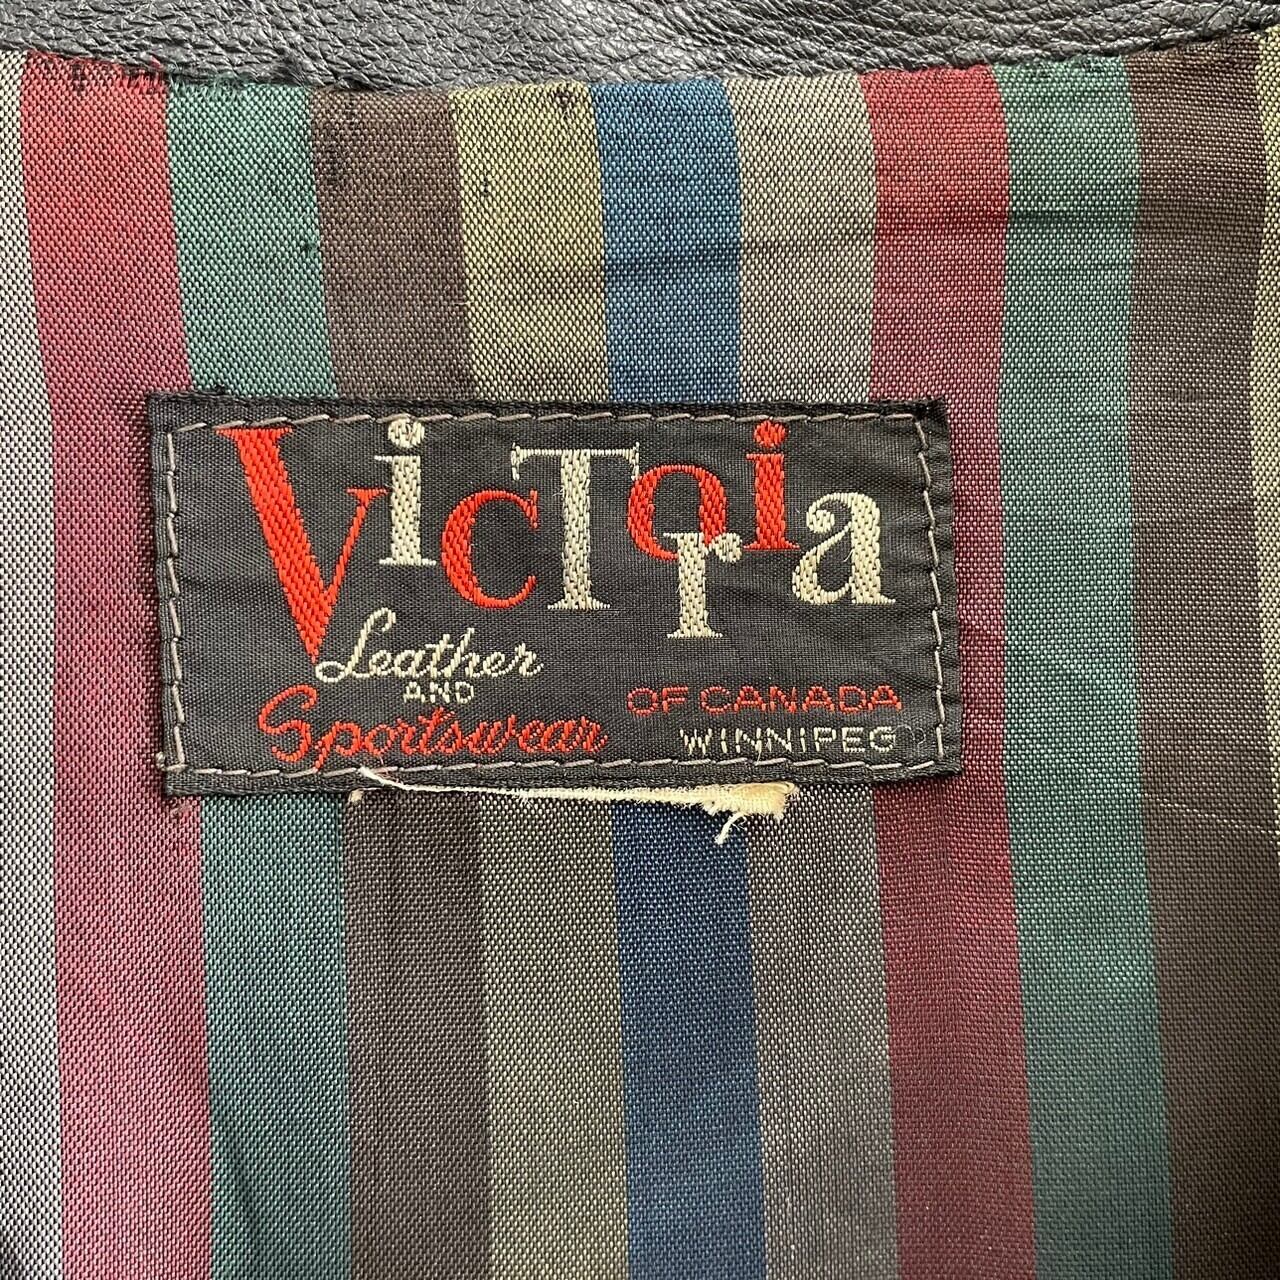 VicToria
Leather
AND
Sportswear
OF CANADA
WINNIPEG